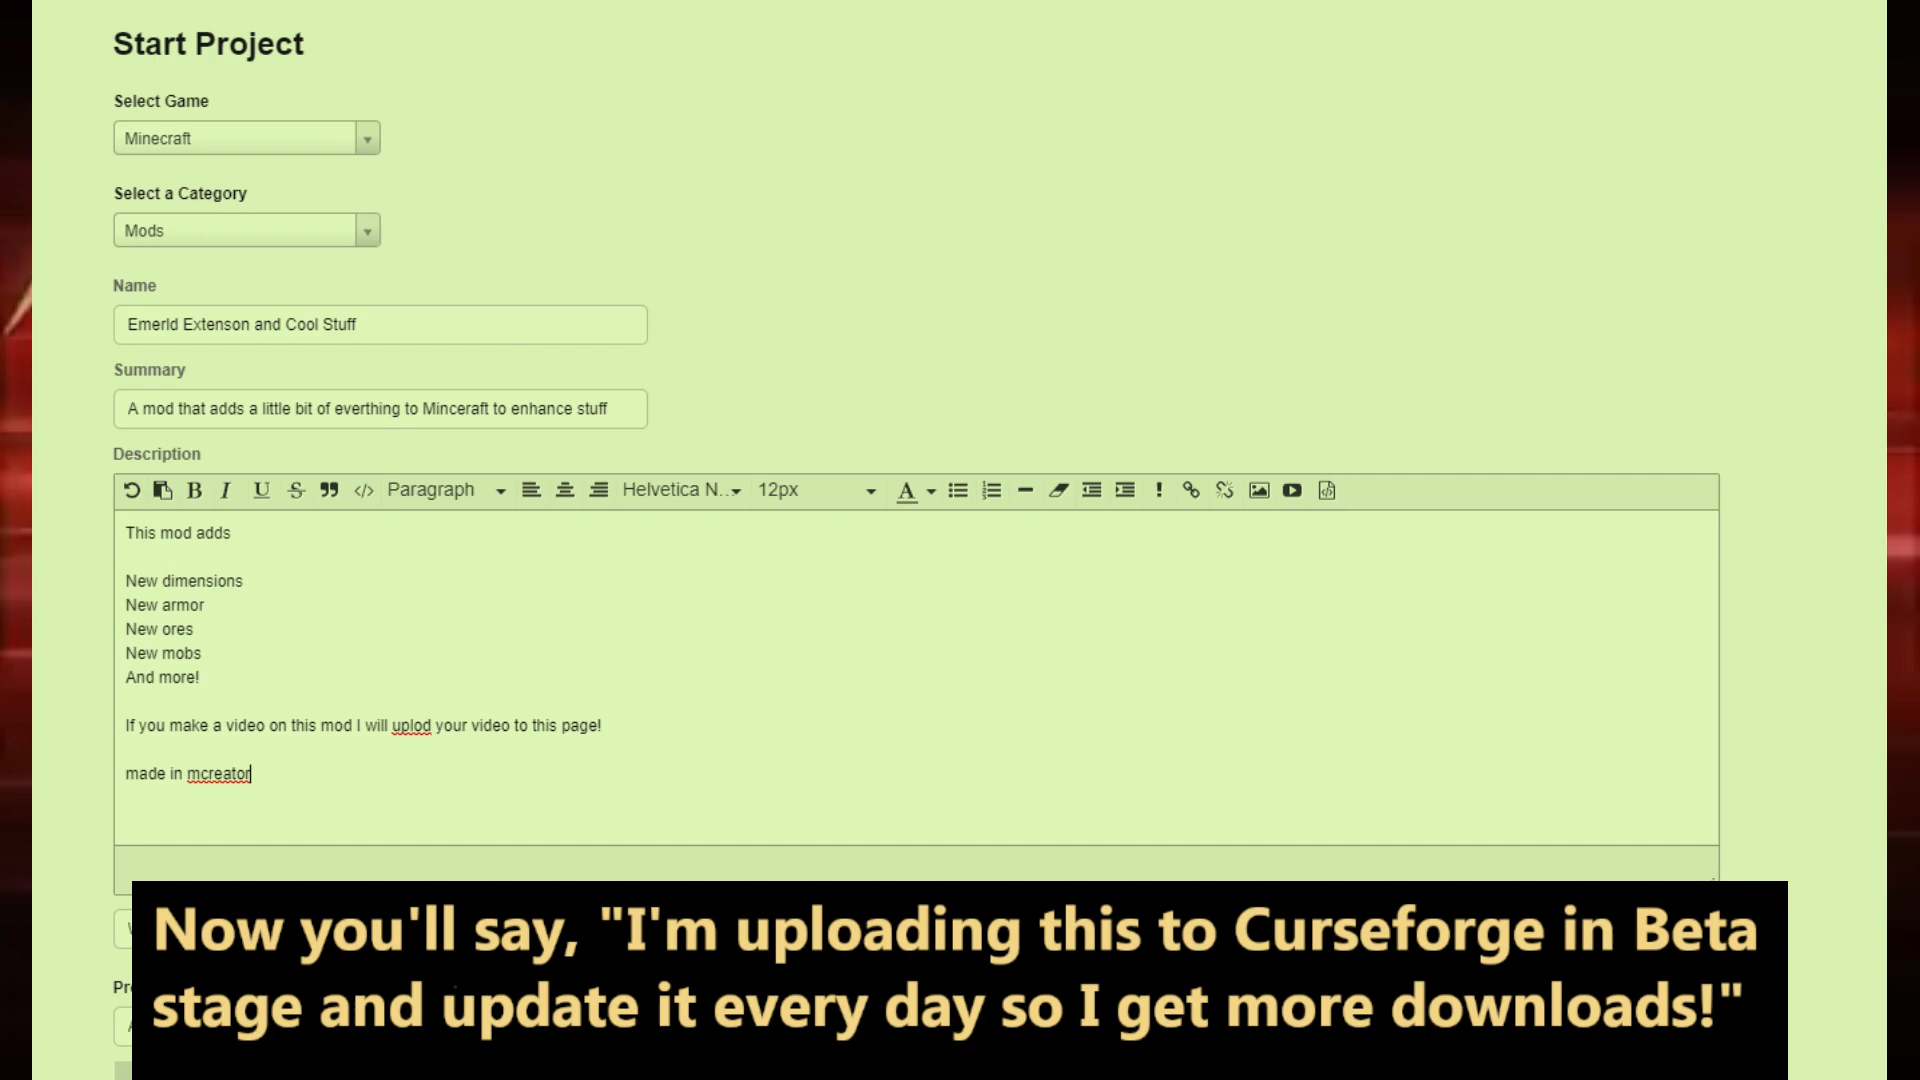 Start Project
Select Game
Minecraft
Select a Category
Mods
Name
Emerld Extenson and Cool Stuff
Summary
A mod that adds a little bit of everthing to Minceraft to enhance stuff
Description
Paragraph Helvetica N... 12px
This mod adds
New dimensions
New armor
New ores
New mobs
And more!
If you make a video on this mod I will uplod your video to this page!
made in mcreator
Now you'll say, "I'm uploading this to Curseforge in Beta
stage and update it every day so I get more downloads!"